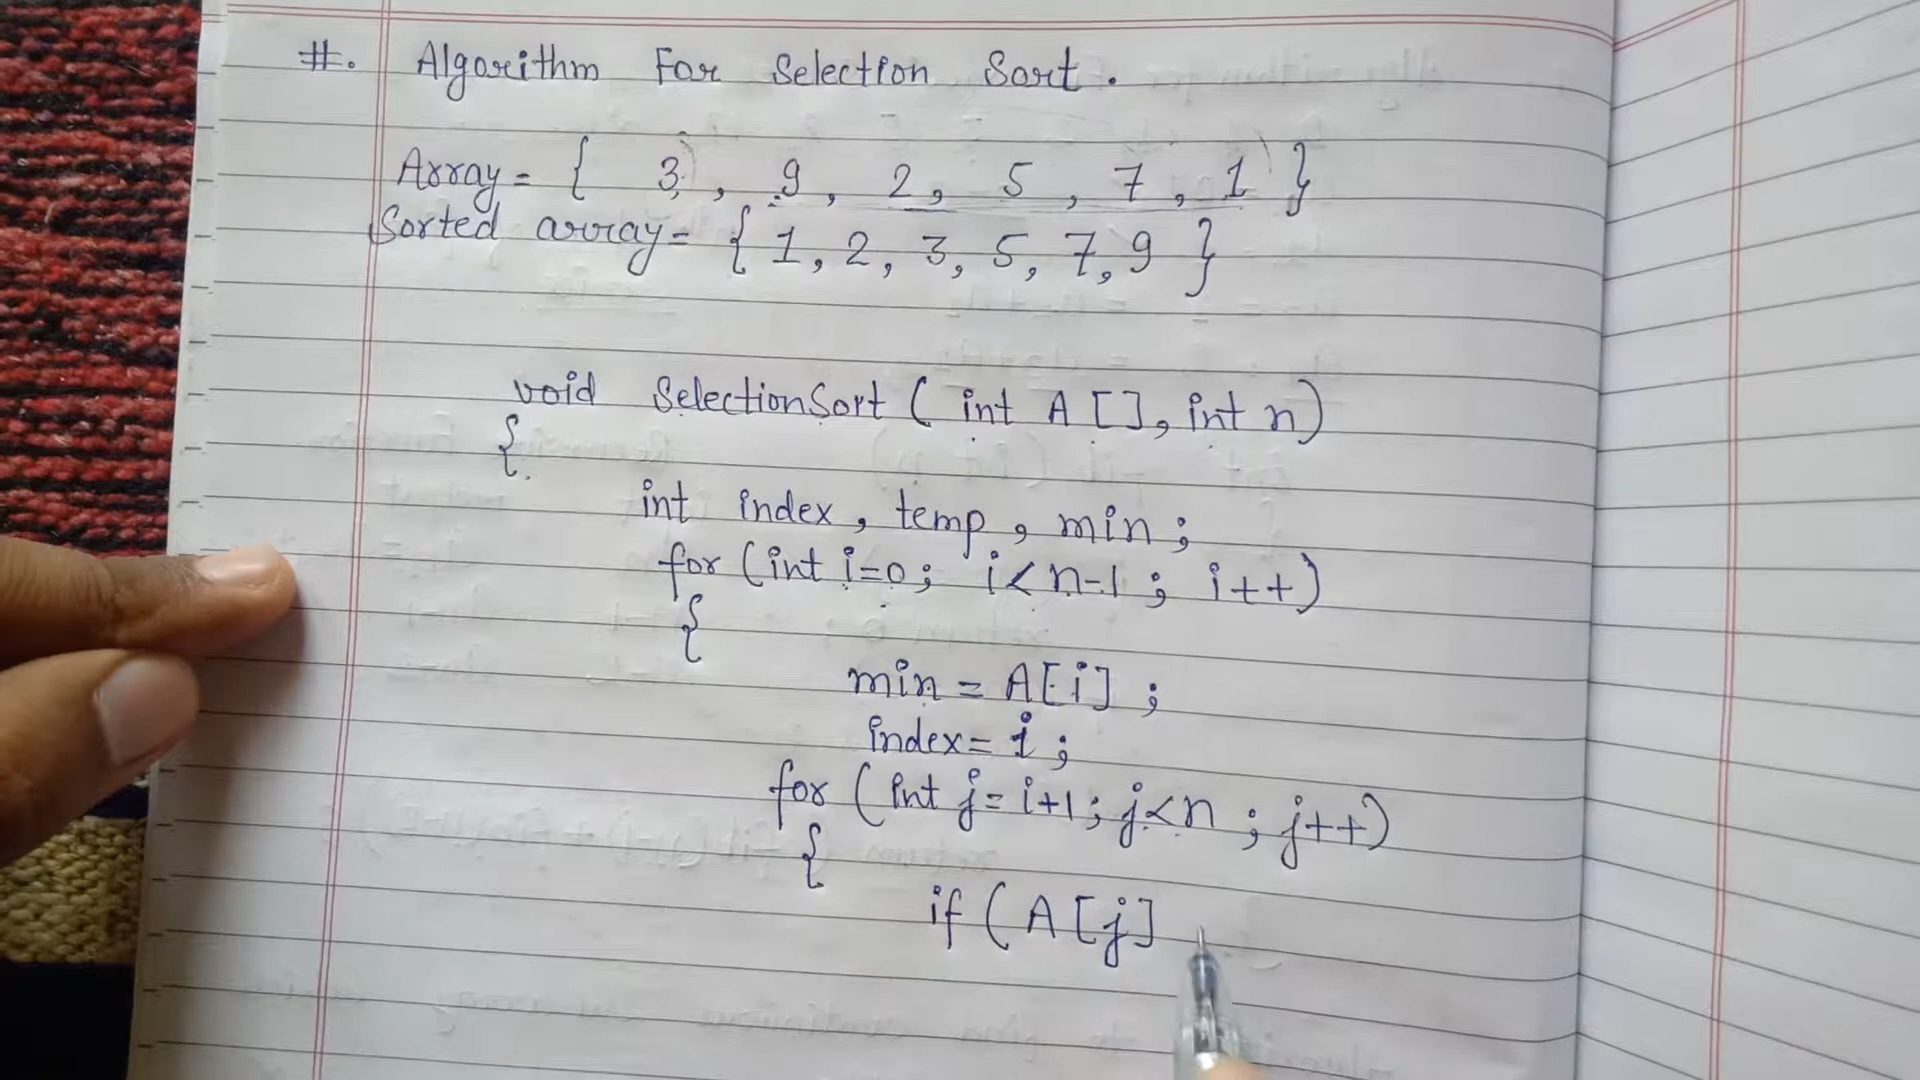 #. Algorithm For Selection Sort.
Array = { 3, 9, 2, 5, 7, 1 }
Sorted array = { 1, 2, 3, 5, 7, 9 }
void SelectionSort ( int A [], int n )
{
int index, temp, min;
for (int i=0; i<n-1; i++)
{
min = A[i];
index = i;
for (int j=i+1; j<n; j++)
{
if (A[j]